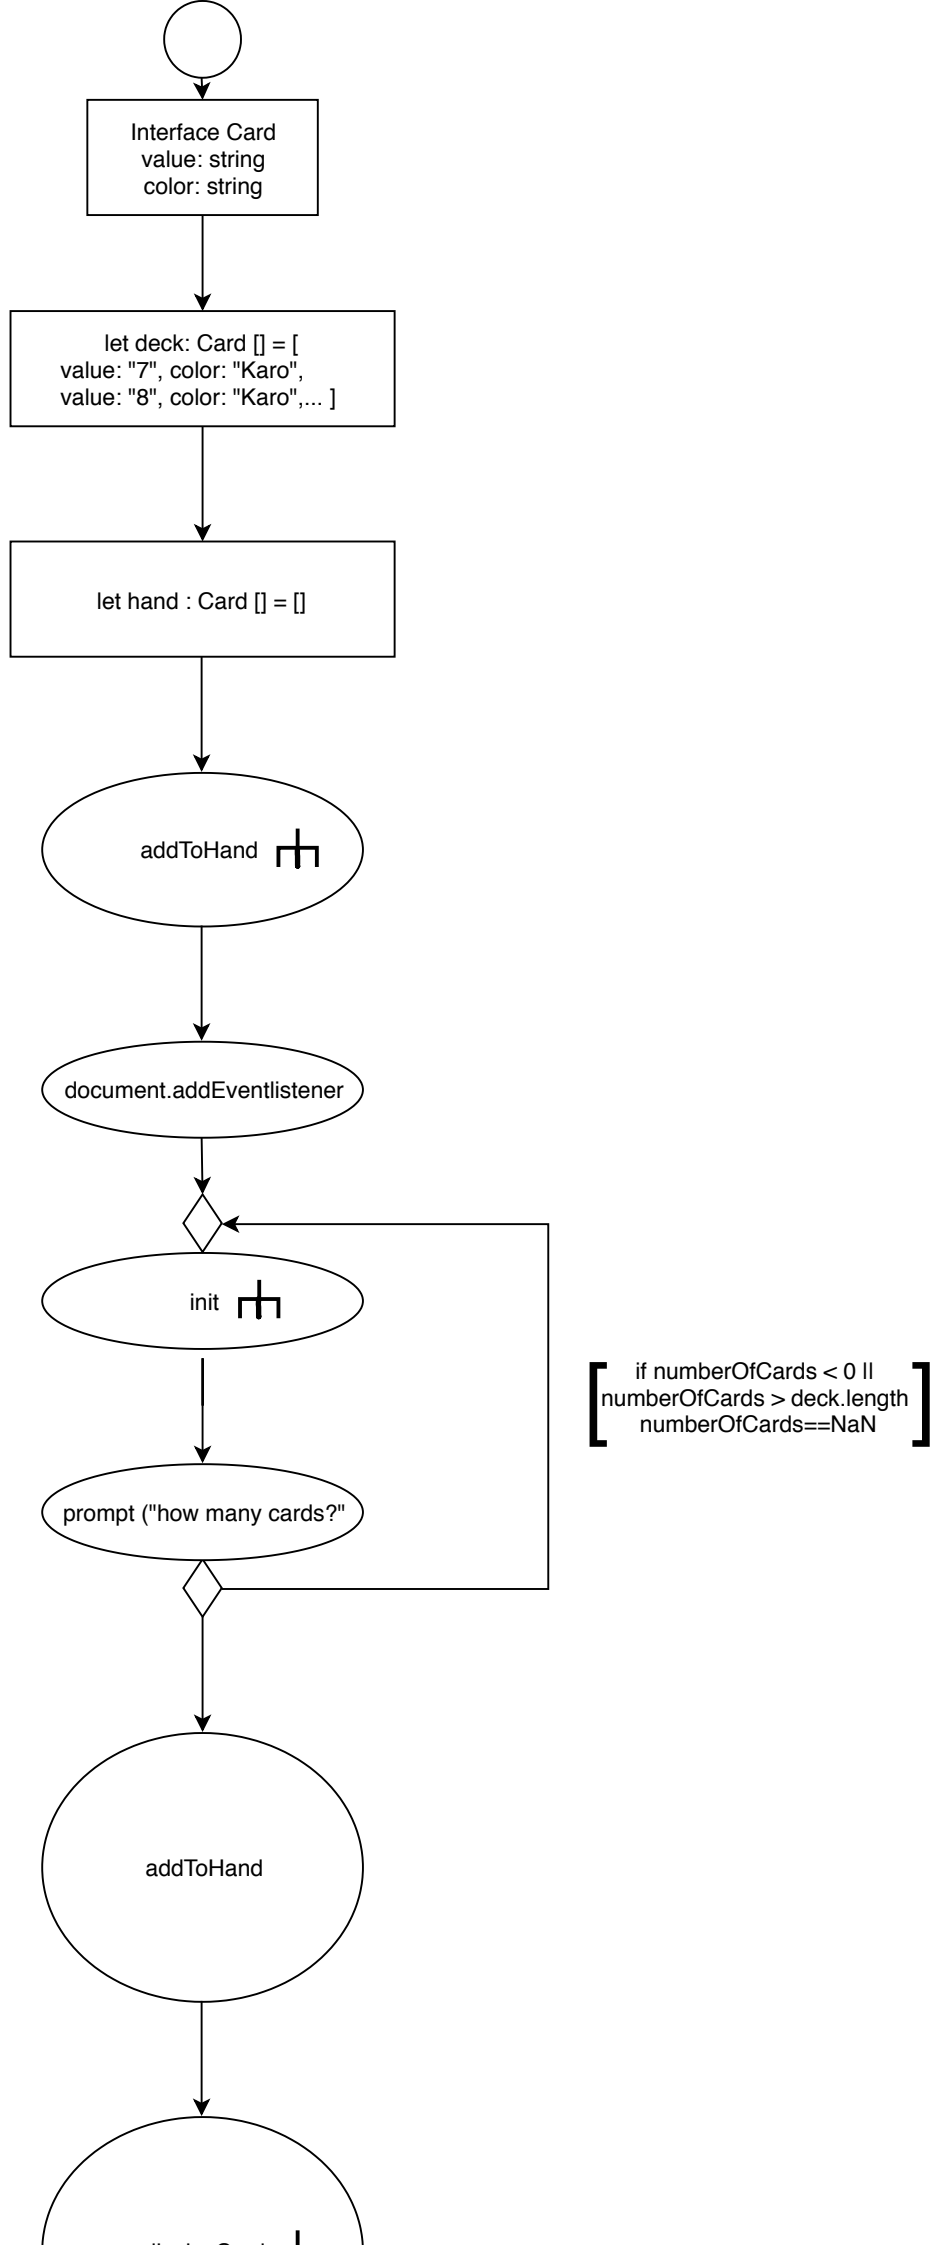 Interface Card
value: string
color: string
let deck: Card [] = [
value: "7", color: "Karo",
value: "8", color: "Karo",... ]
let hand : Card [] = []
addToHand
document.addEventlistener
init
if numberOfCards < 0 ||
numberOfCards > deck.length
numberOfCards==NaN
prompt ("how many cards?"
addToHand